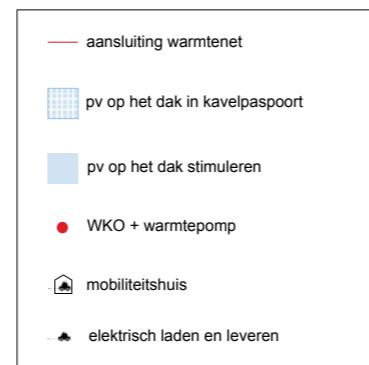 aansluiting warmtenet
pv op het dak in kavelpaspoort
pv op het dak stimuleren
WKO + warmtepomp
mobiliteitshuis
elektrisch laden en leveren